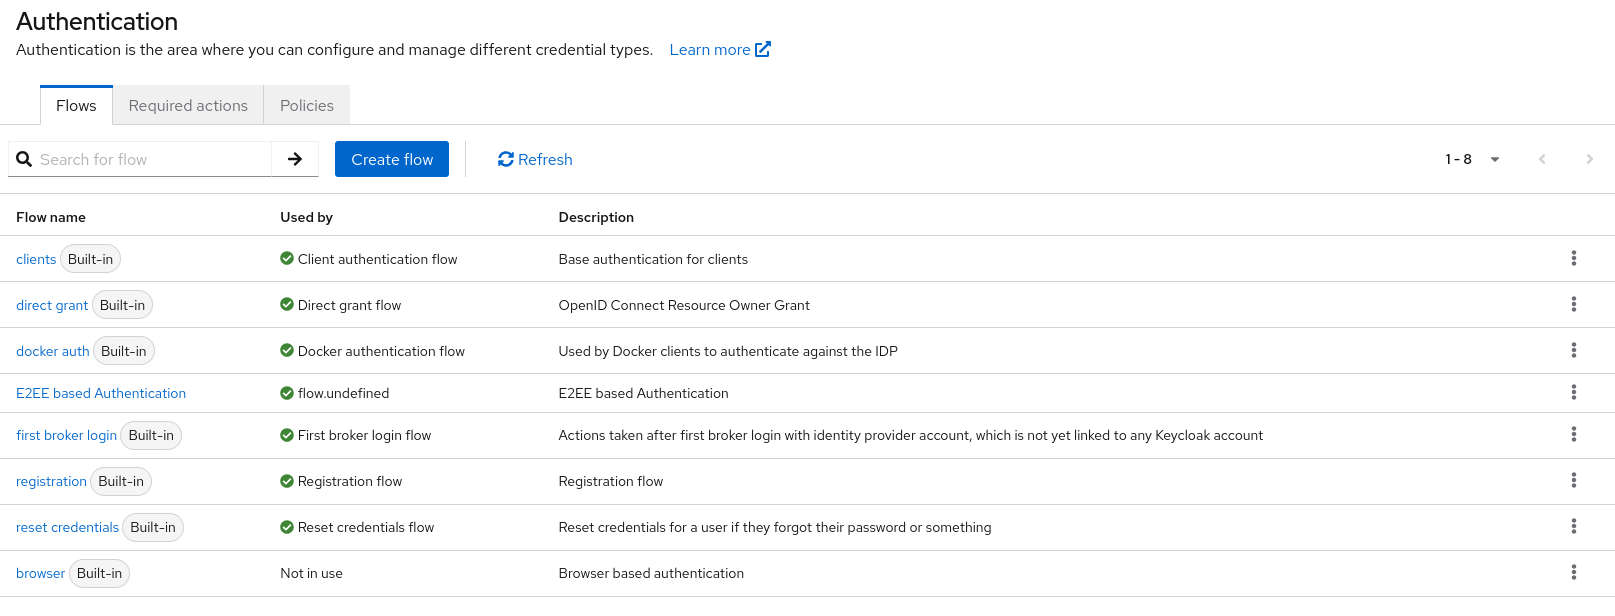 Authentication
Authentication is the area where you can configure and manage different credential types. Learn more
Flows Required actions Policies
Search for flow Create flow Refresh 1 - 8
Flow name Used by Description
clients Built-in Client authentication flow Base authentication for clients
direct grant Built-in Direct grant flow OpenID Connect Resource Owner Grant
docker auth Built-in Docker authentication flow Used by Docker clients to authenticate against the IDP
E2EE based Authentication flow.undefined E2EE based Authentication
first broker login Built-in First broker login flow Actions taken after first broker login with identity provider account, which is not yet linked to any Keycloak account
registration Built-in Registration flow Registration flow
reset credentials Built-in Reset credentials flow Reset credentials for a user if they forgot their password or something
browser Built-in Not in use Browser based authentication